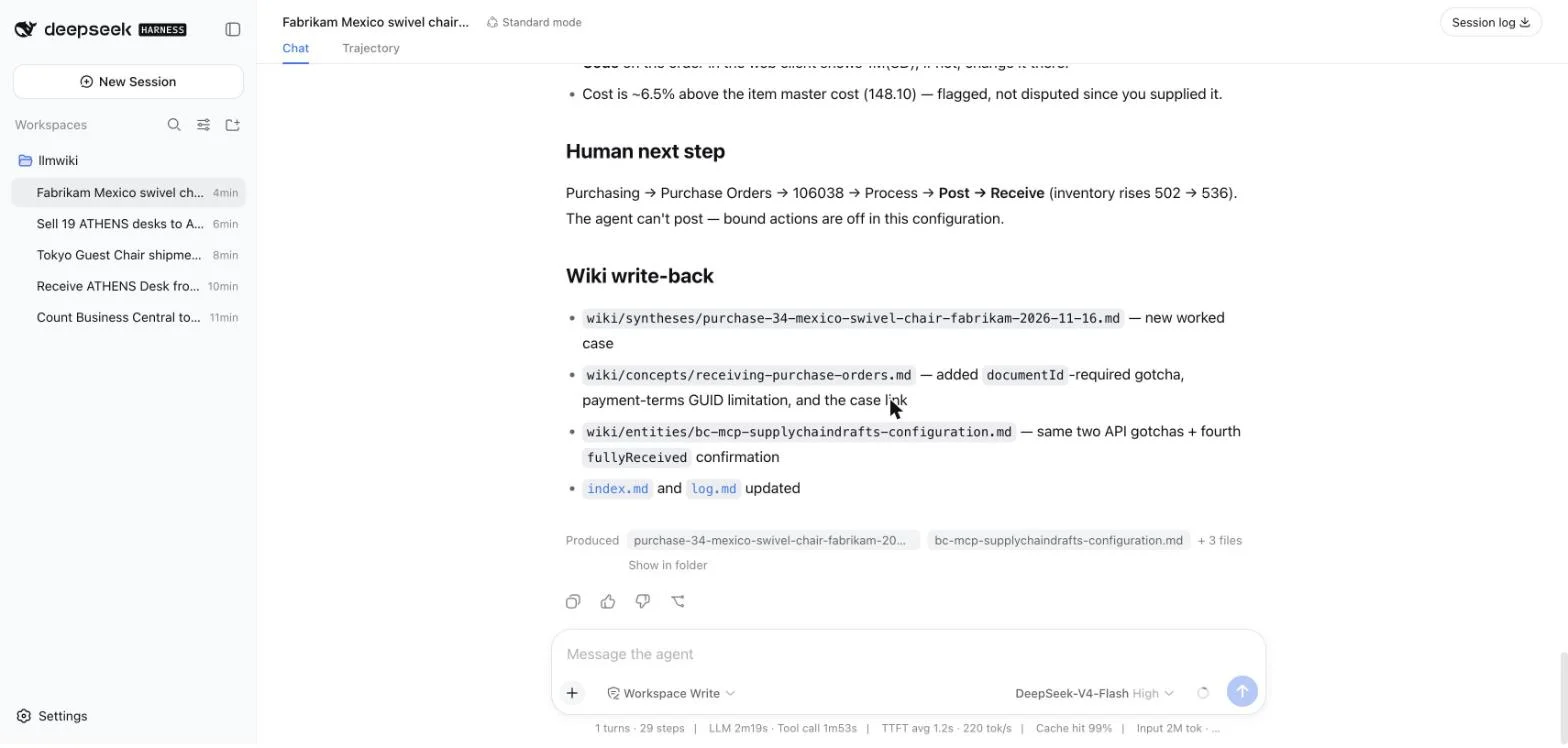 deepseek HARNESS
New Session
Workspaces
llmwiki
Fabrikam Mexico swivel ch... 4min
Sell 19 ATHENS desks to A... 6min
Tokyo Guest Chair shipme... 8min
Receive ATHENS Desk fro... 10min
Count Business Central to... 11min
Settings
Fabrikam Mexico swivel chair... Standard mode
Session log
Chat Trajectory
Cost is ~6.5% above the item master cost (148.10) — flagged, not disputed since you supplied it.
Human next step
Purchasing → Purchase Orders → 106038 → Process → Post → Receive (inventory rises 502 → 536).
The agent can't post — bound actions are off in this configuration.
Wiki write-back
wiki/syntheses/purchase-34-mexico-swivel-chair-fabrikam-2026-11-16.md — new worked
case
wiki/concepts/receiving-purchase-orders.md — added documentId-required gotcha,
payment-terms GUID limitation, and the case link
wiki/entities/bc-mcp-supplychaindrafts-configuration.md — same two API gotchas + fourth
fullyReceived confirmation
index.md and log.md updated
Produced purchase-34-mexico-swivel-chair-fabrikam-20... bc-mcp-supplychaindrafts-configuration.md + 3 files
Show in folder
Message the agent
Workspace Write DeepSeek-V4-Flash High
1 turns · 29 steps | LLM 2m19s · Tool call 1m53s | TTFT avg 1.2s · 220 tok/s | Cache hit 99% | Input 2M tok · ...